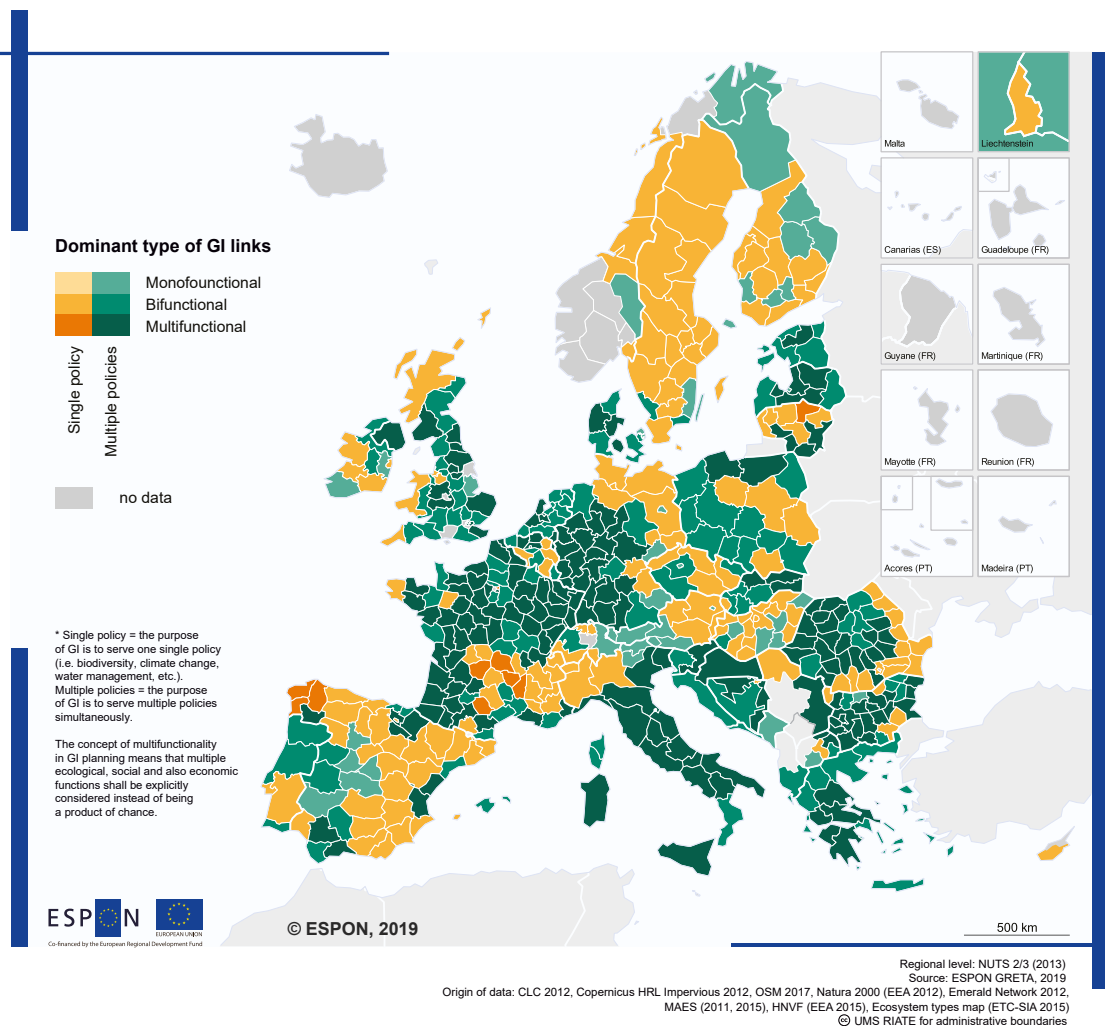 Malta
Liechtenstein
Canarias (ES)
Guadeloupe (FR)
Guyane (FR)
Martinique (FR)
Mayotte (FR)
Reunion (FR)
Acores (PT)
Madeira (PT)
Dominant type of GI links
Monofounctional
Bifunctional
Multifunctional
Single policy
Multiple policies
no data
* Single policy = the purpose
of GI is to serve one single policy
(i.e. biodiversity, climate change,
water management, etc.).
Multiple policies = the purpose
of GI is to serve multiple policies
simultaneously.
The concept of multifunctionality
in GI planning means that multiple
ecological, social and also economic
functions shall be explicitly
considered instead of being
a product of chance.
ESPON
EUROPEAN UNION
Co-financed by the European Regional Development Fund
© ESPON, 2019
500 km
Regional level: NUTS 2/3 (2013)
Source: ESPON GRETA, 2019
Origin of data: CLC 2012, Copernicus HRL Impervious 2012, OSM 2017, Natura 2000 (EEA 2012), Emerald Network 2012,
MAES (2011, 2015), HNVF (EEA 2015), Ecosystem types map (ETC-SIA 2015)
🄯 UMS RIATE for administrative boundaries